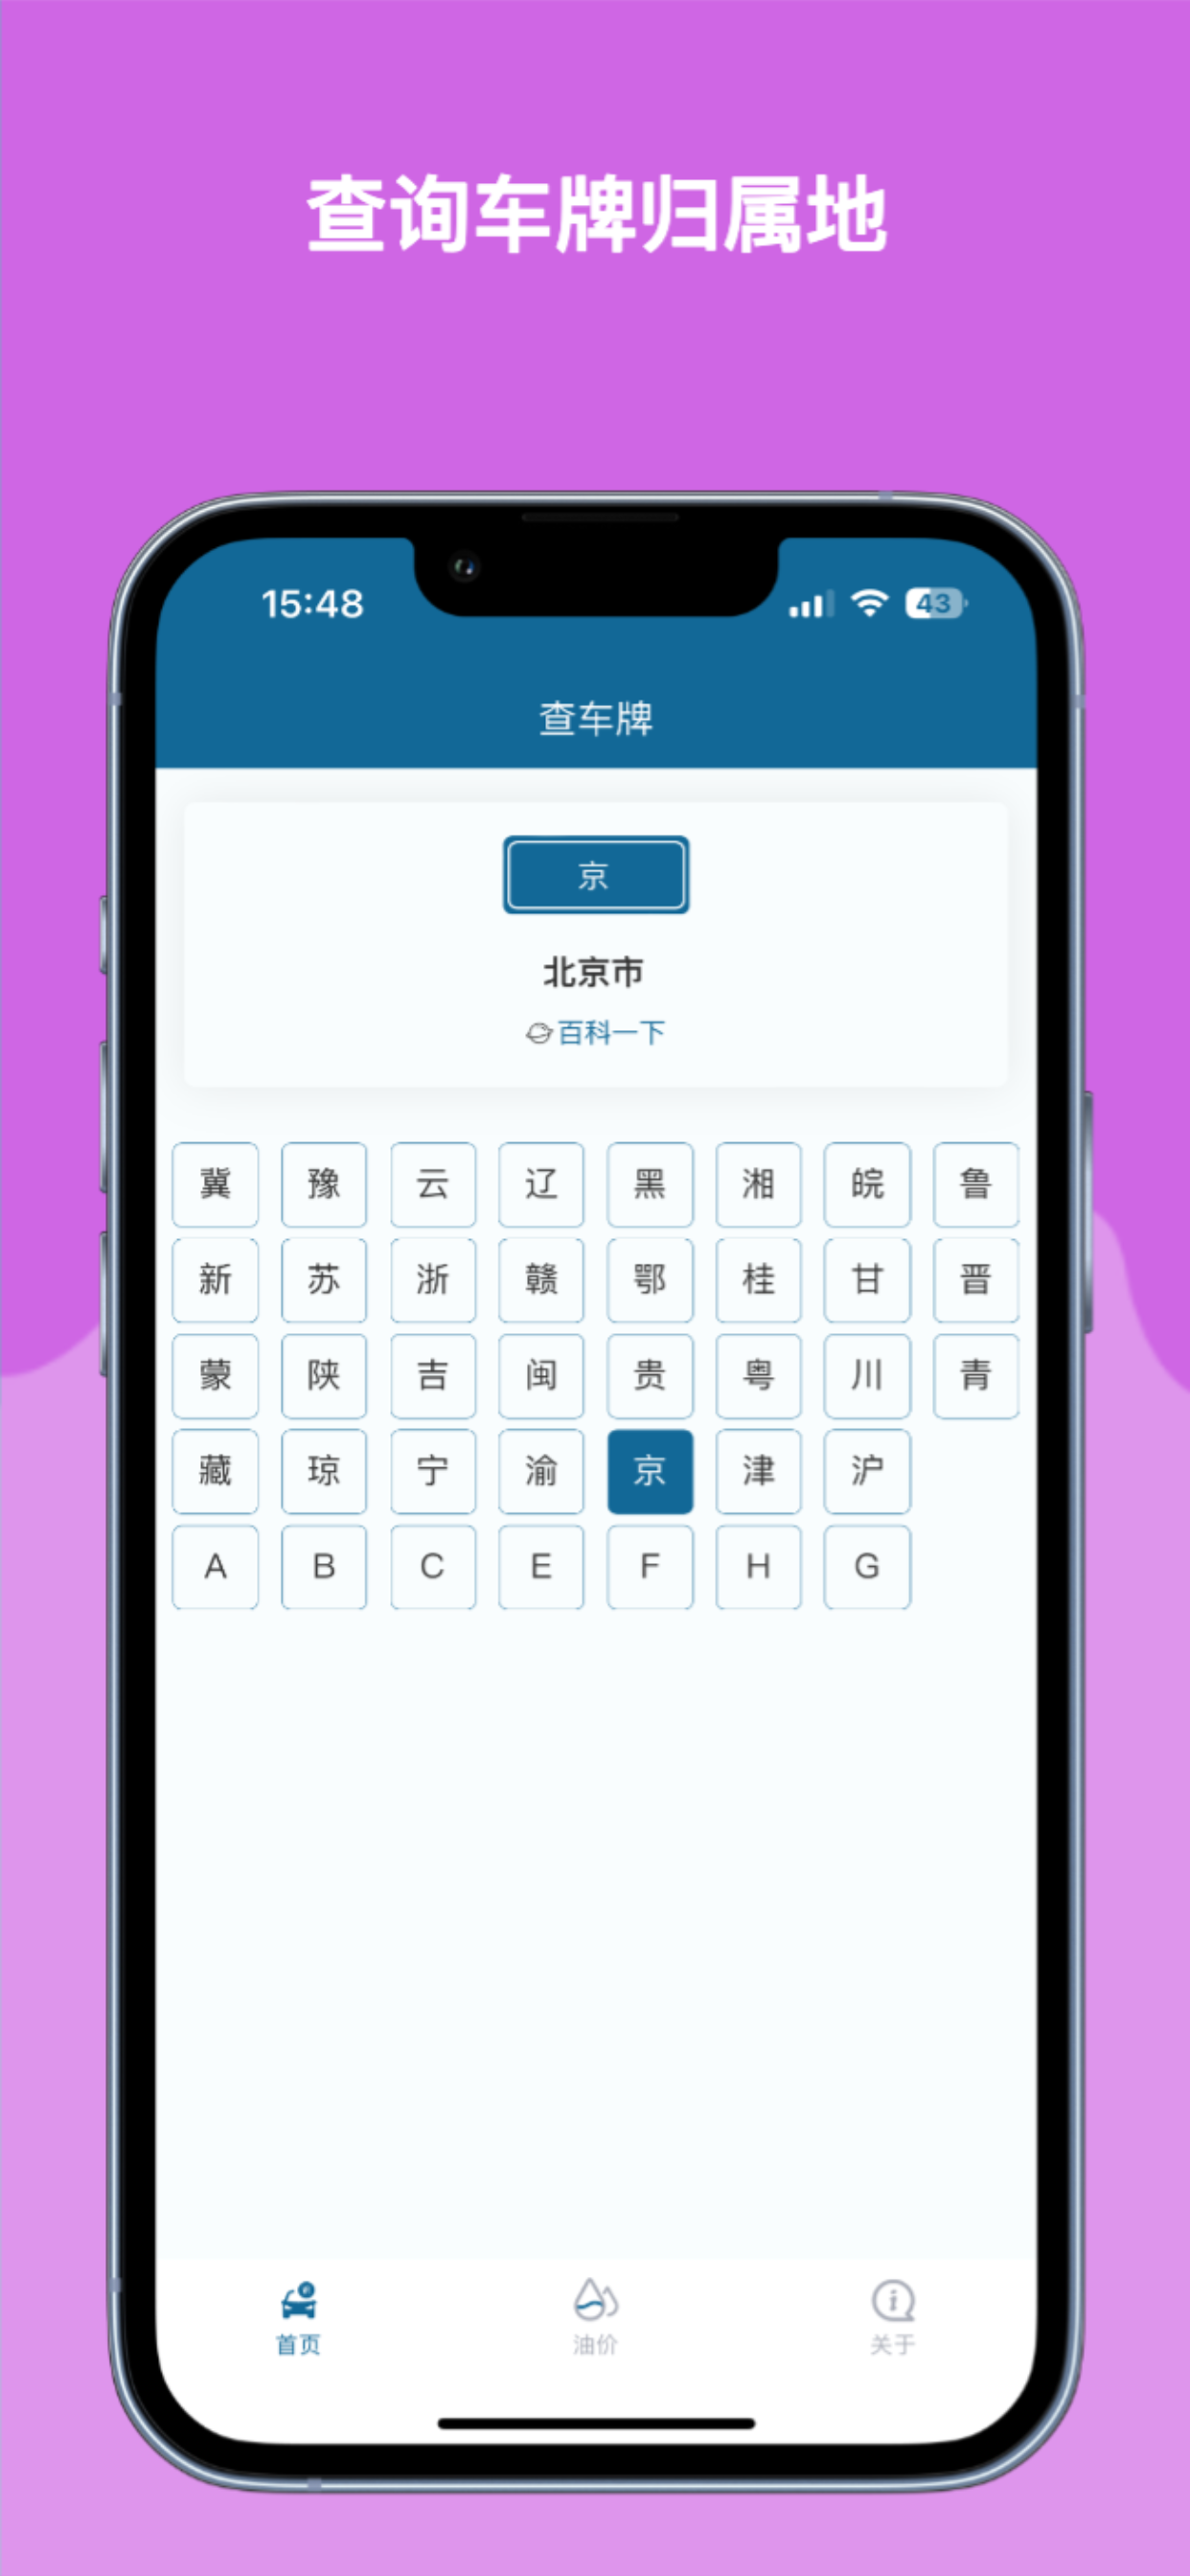 查询车牌归属地
15:48
43
查车牌
京
北京市
百科一下
冀 豫 云 辽 黑 湘 皖 鲁
新 苏 浙 赣 鄂 桂 甘 晋
蒙 陕 吉 闽 贵 粤 川 青
藏 琼 宁 渝 京 津 沪
A B C E F H G
首页 油价 关于